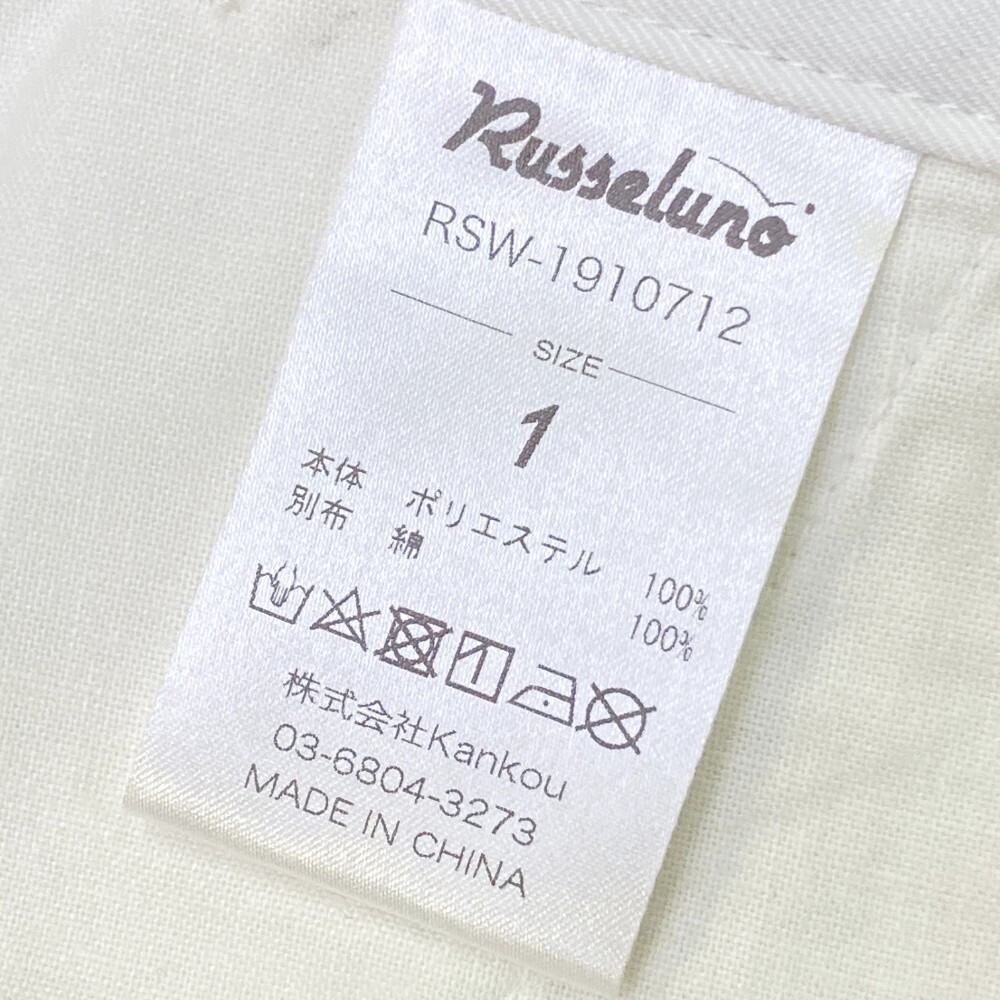 Russeluno
RSW-1910712
SIZE
1
本体 ポリエステル 100%
別布 綿 100%
株式会社Kankou
03-6804-3273
MADE IN CHINA